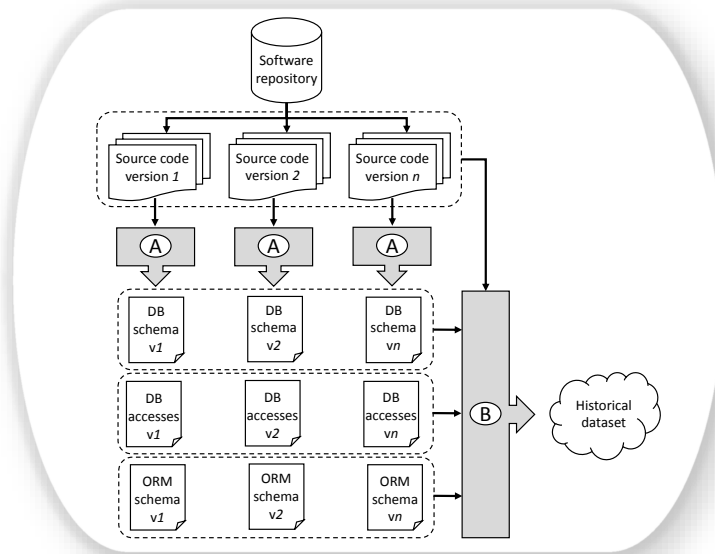 Software
repository
Source code
version 1
Source code
version 2
Source code
version n
A
A
A
DB
schema
v1
DB
schema
v2
DB
schema
vn
DB
accesses
v1
DB
accesses
v2
DB
accesses
vn
B
Historical
dataset
ORM
schema
v1
ORM
schema
v2
ORM
schema
vn